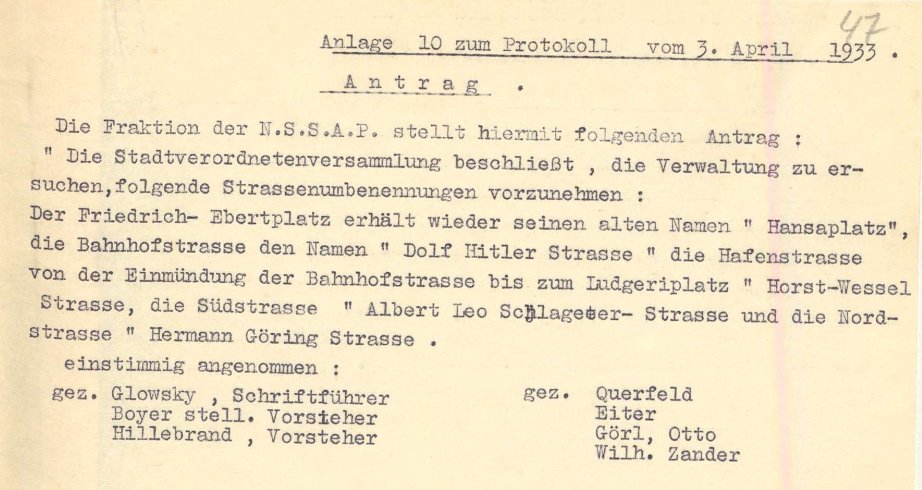 47
Anlage 10 zum Protokoll vom 3. April 1933 .
A n t r a g .
Die Fraktion der N.S.S.A.P. stellt hiermit folgenden Antrag :
" Die Stadtverordnetenversammlung beschließt , die Verwaltung zu er-
suchen,folgende Strassenumbenennungen vorzunehmen :
Der Friedrich- Ebertplatz erhält wieder seinen alten Namen " Hansaplatz",
die Bahnhofstrasse den Namen " Dolf Hitler Strasse " die Hafenstrasse
von der Einmündung der Bahnhofstrasse bis zum Ludgeriplatz " Horst-Wessel
Strasse, die Südstrasse " Albert Leo Schlageter- Strasse und die Nord-
strasse " Hermann Göring Strasse .
einstimmig angenommen :
gez. Glowsky , Schriftführer gez. Querfeld
Boyer stell. Vorsteher Eiter
Hillebrand , Vorsteher Görl, Otto
Wilh. Zander